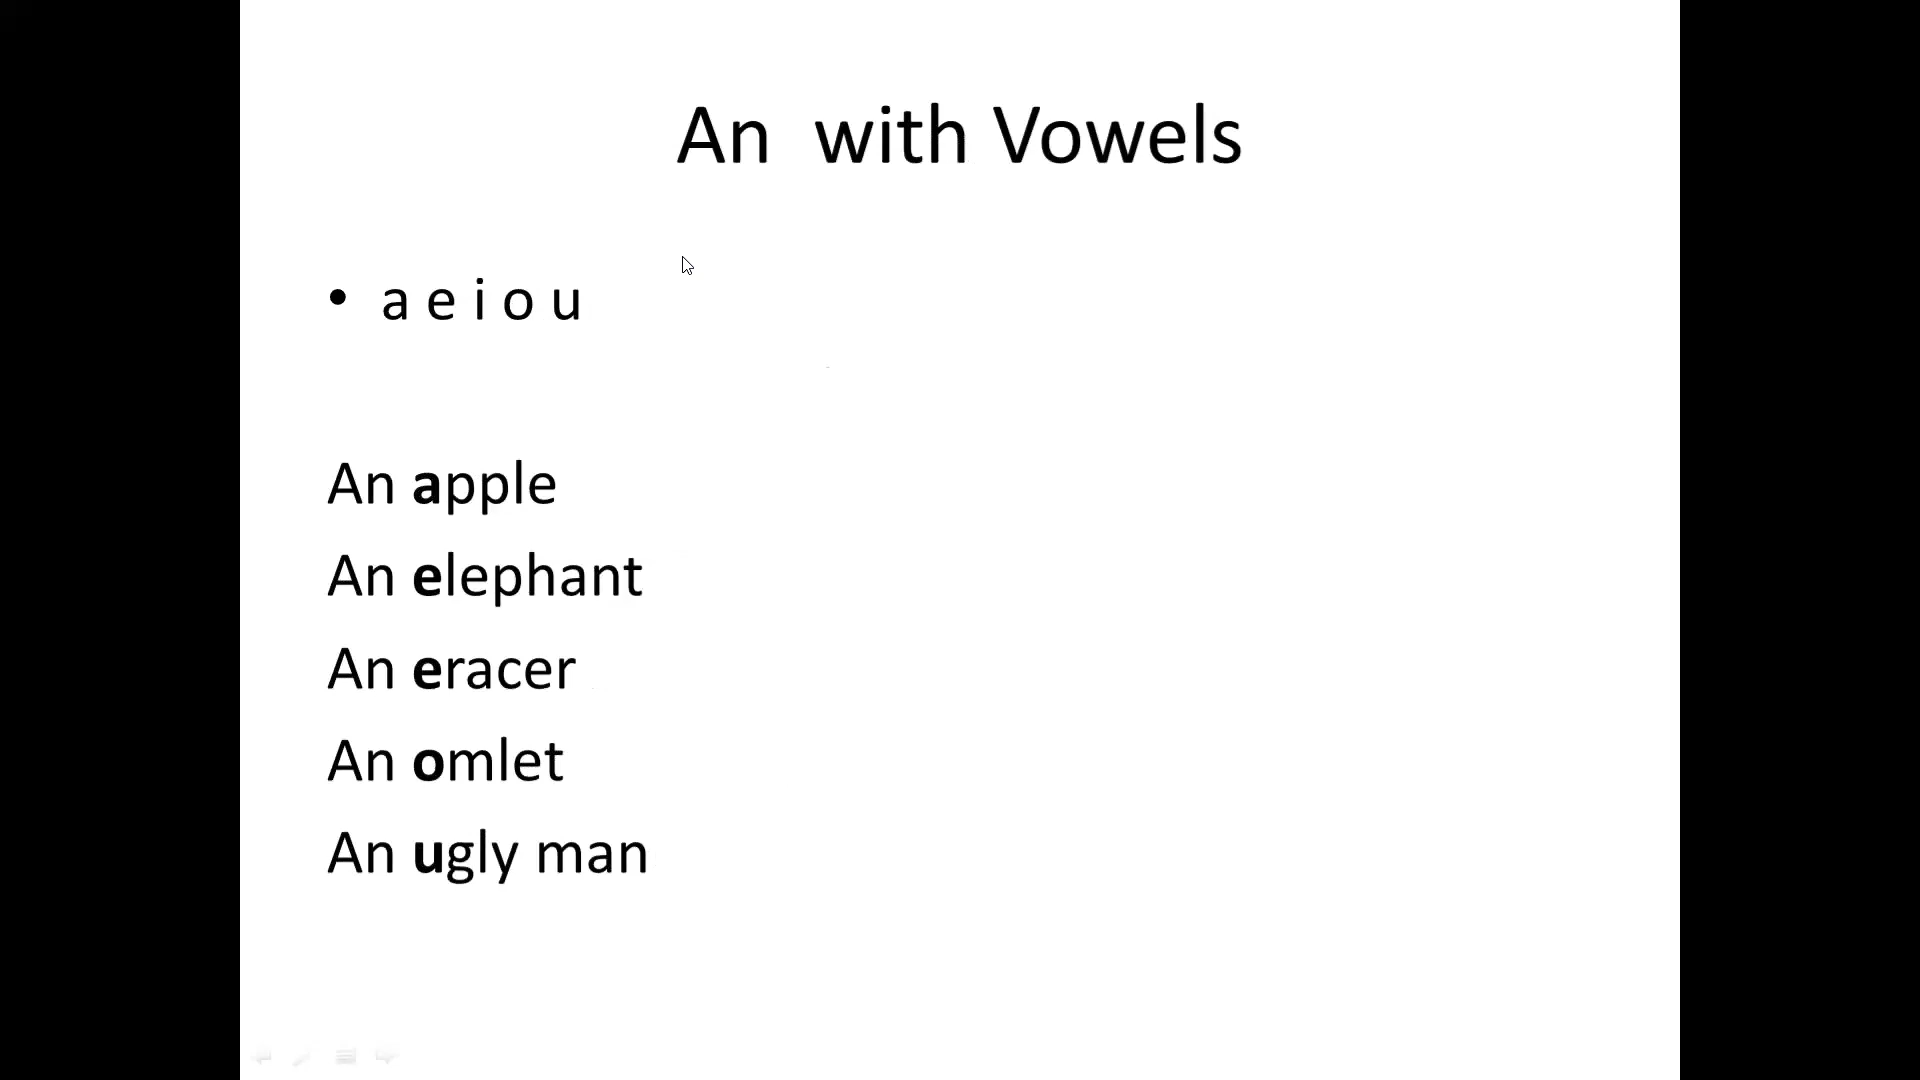 An  with Vowels
• a e i o u
An apple
An elephant
An eracer
An omlet
An ugly man